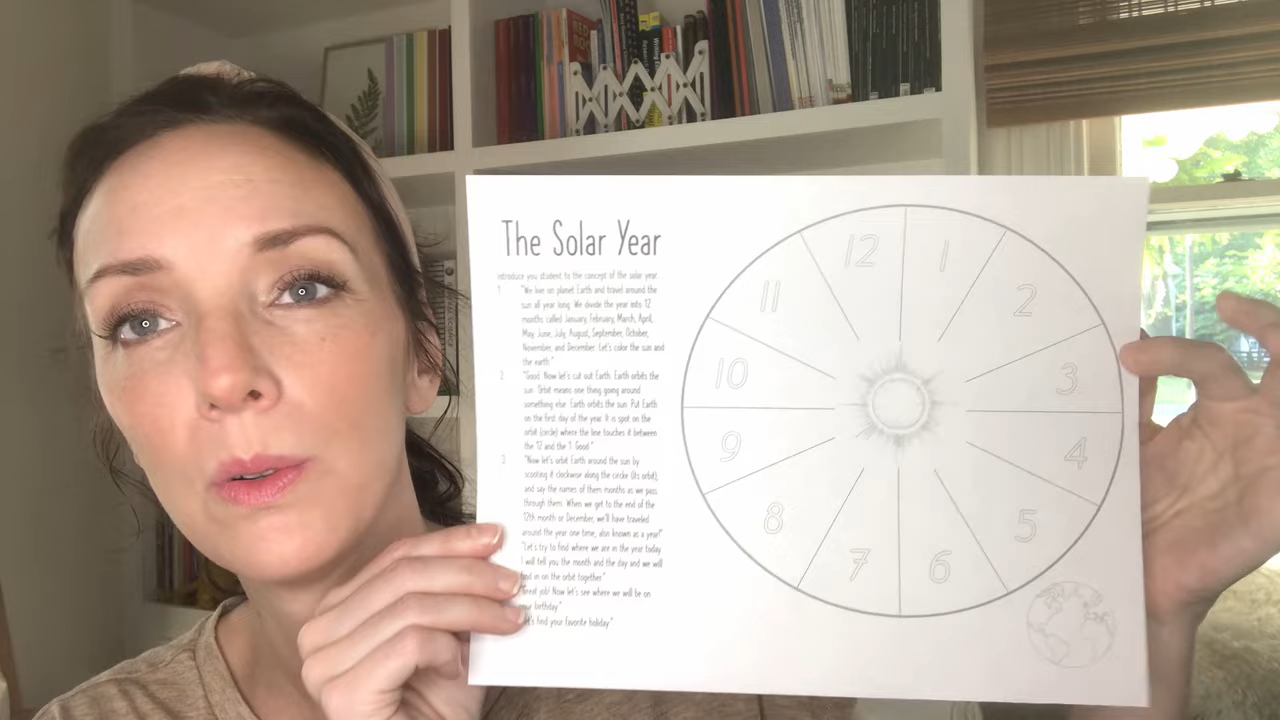 The Solar Year
Introduce you student to the concept of the solar year.
1 "We live on planet Earth and travel around the
sun all year long. We divide the year into 12
months called January, February, March, April,
May, June, July, August, September, October,
November, and December. Let's color the sun and
the earth."
2 "Good. Now let's cut out Earth. Earth orbits the
sun. Orbit means one thing going around
something else. Earth orbits the sun. Put Earth
on the first day of the year. It is spot on the
orbit (circle) where the line touches it between
the 12 and the 1. Good."
3 "Now let's orbit Earth around the sun by
scooting it clockwise along the circke (its orbit),
and say the names of them months as we pass
through them. When we get to the end of the
12th month or December, we'll have traveled
around the year one time, also known as a year!"
"Let's try to find where we are in the year today.
I will tell you the month and the day and we will
find in on the orbit together."
"Great job! Now let's see where we will be on
your birthday."
"Let's find your favorite holiday."
12
1
2
3
4
5
6
7
8
9
10
11